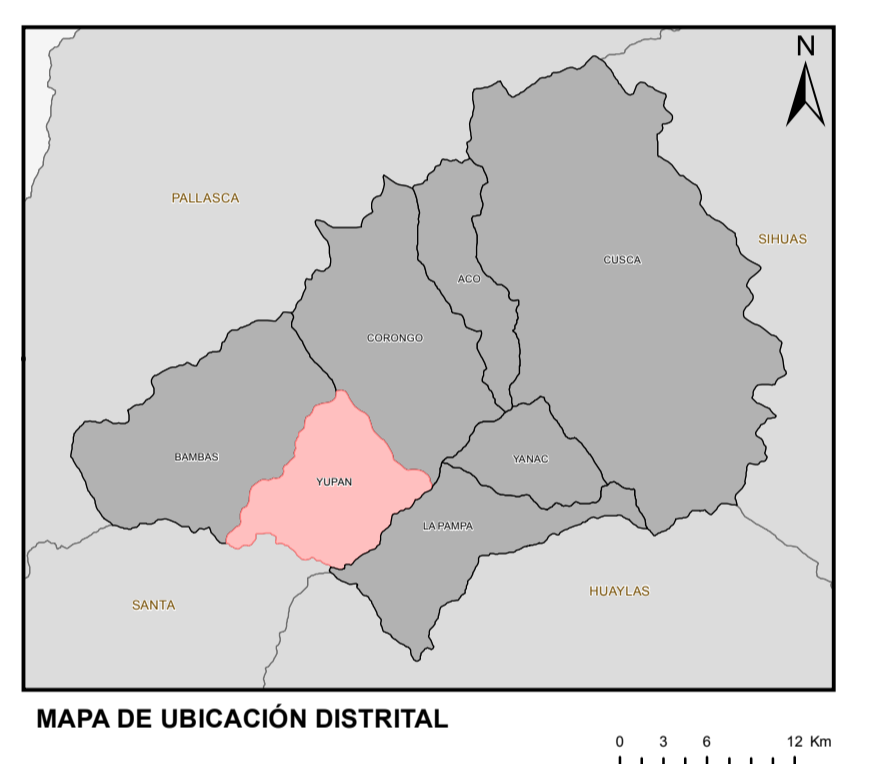 N
PALLASCA
SIHUAS
CUSCA
ACO
CORONGO
BAMBAS
YANAC
YUPAN
LA PAMPA
SANTA
HUAYLAS
MAPA DE UBICACIÓN DISTRITAL
0 3 6 12 Km